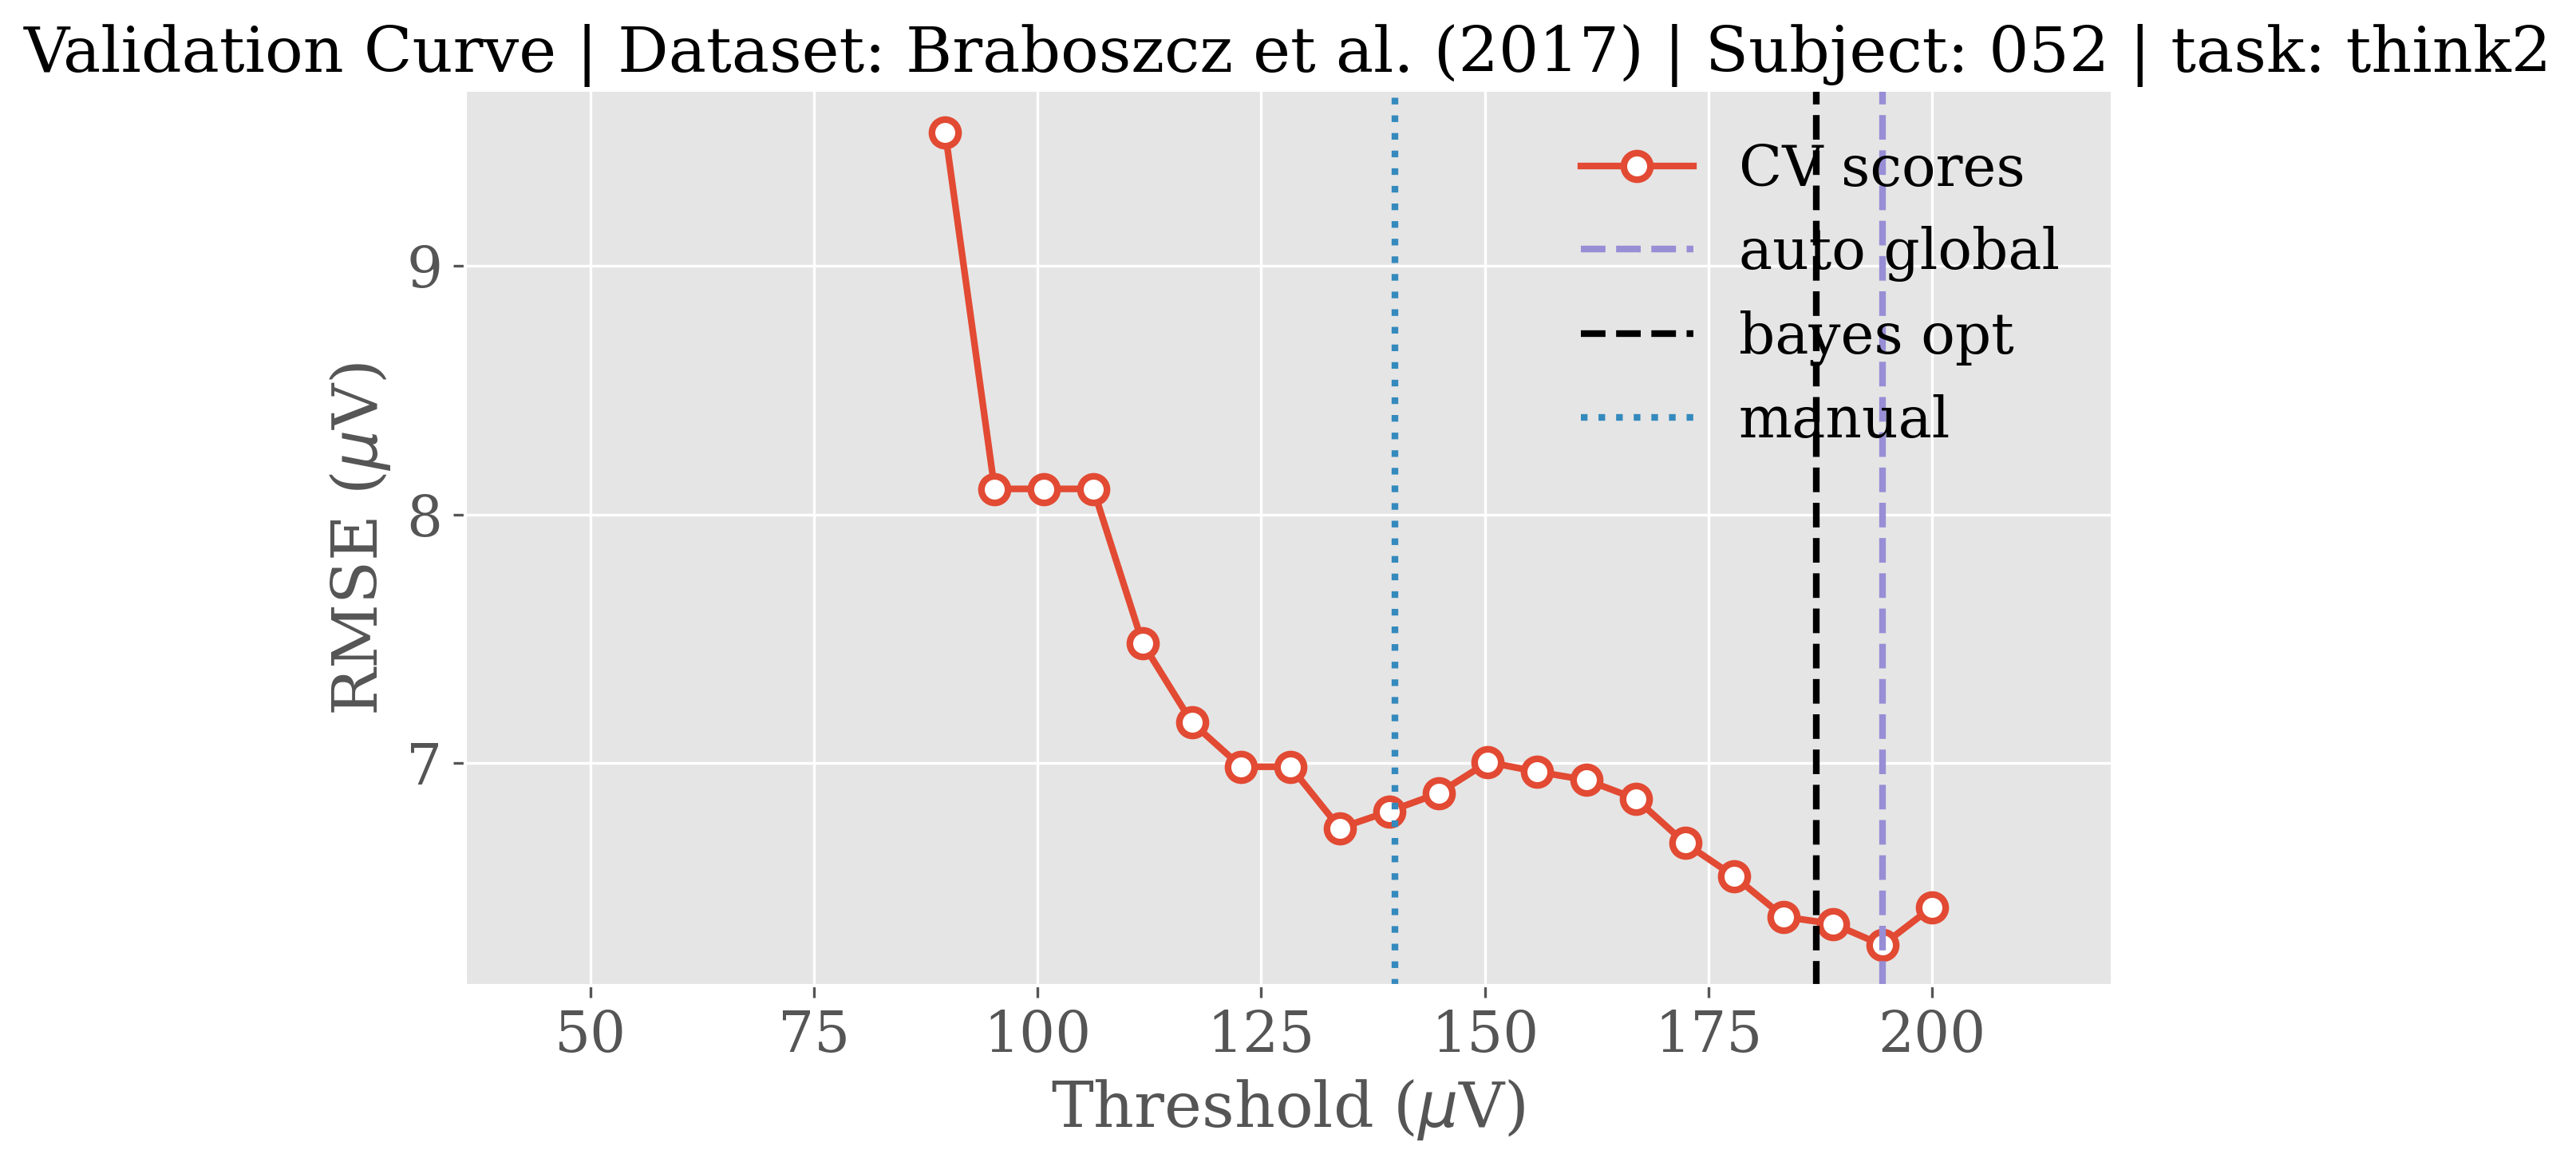 Validation Curve | Dataset: Braboszcz et al. (2017) | Subject: 052 | task: think2
CV scores
auto global
bayes opt
manual
RMSE (μV)
9
8
7
50 75 100 125 150 175 200
Threshold (μV)